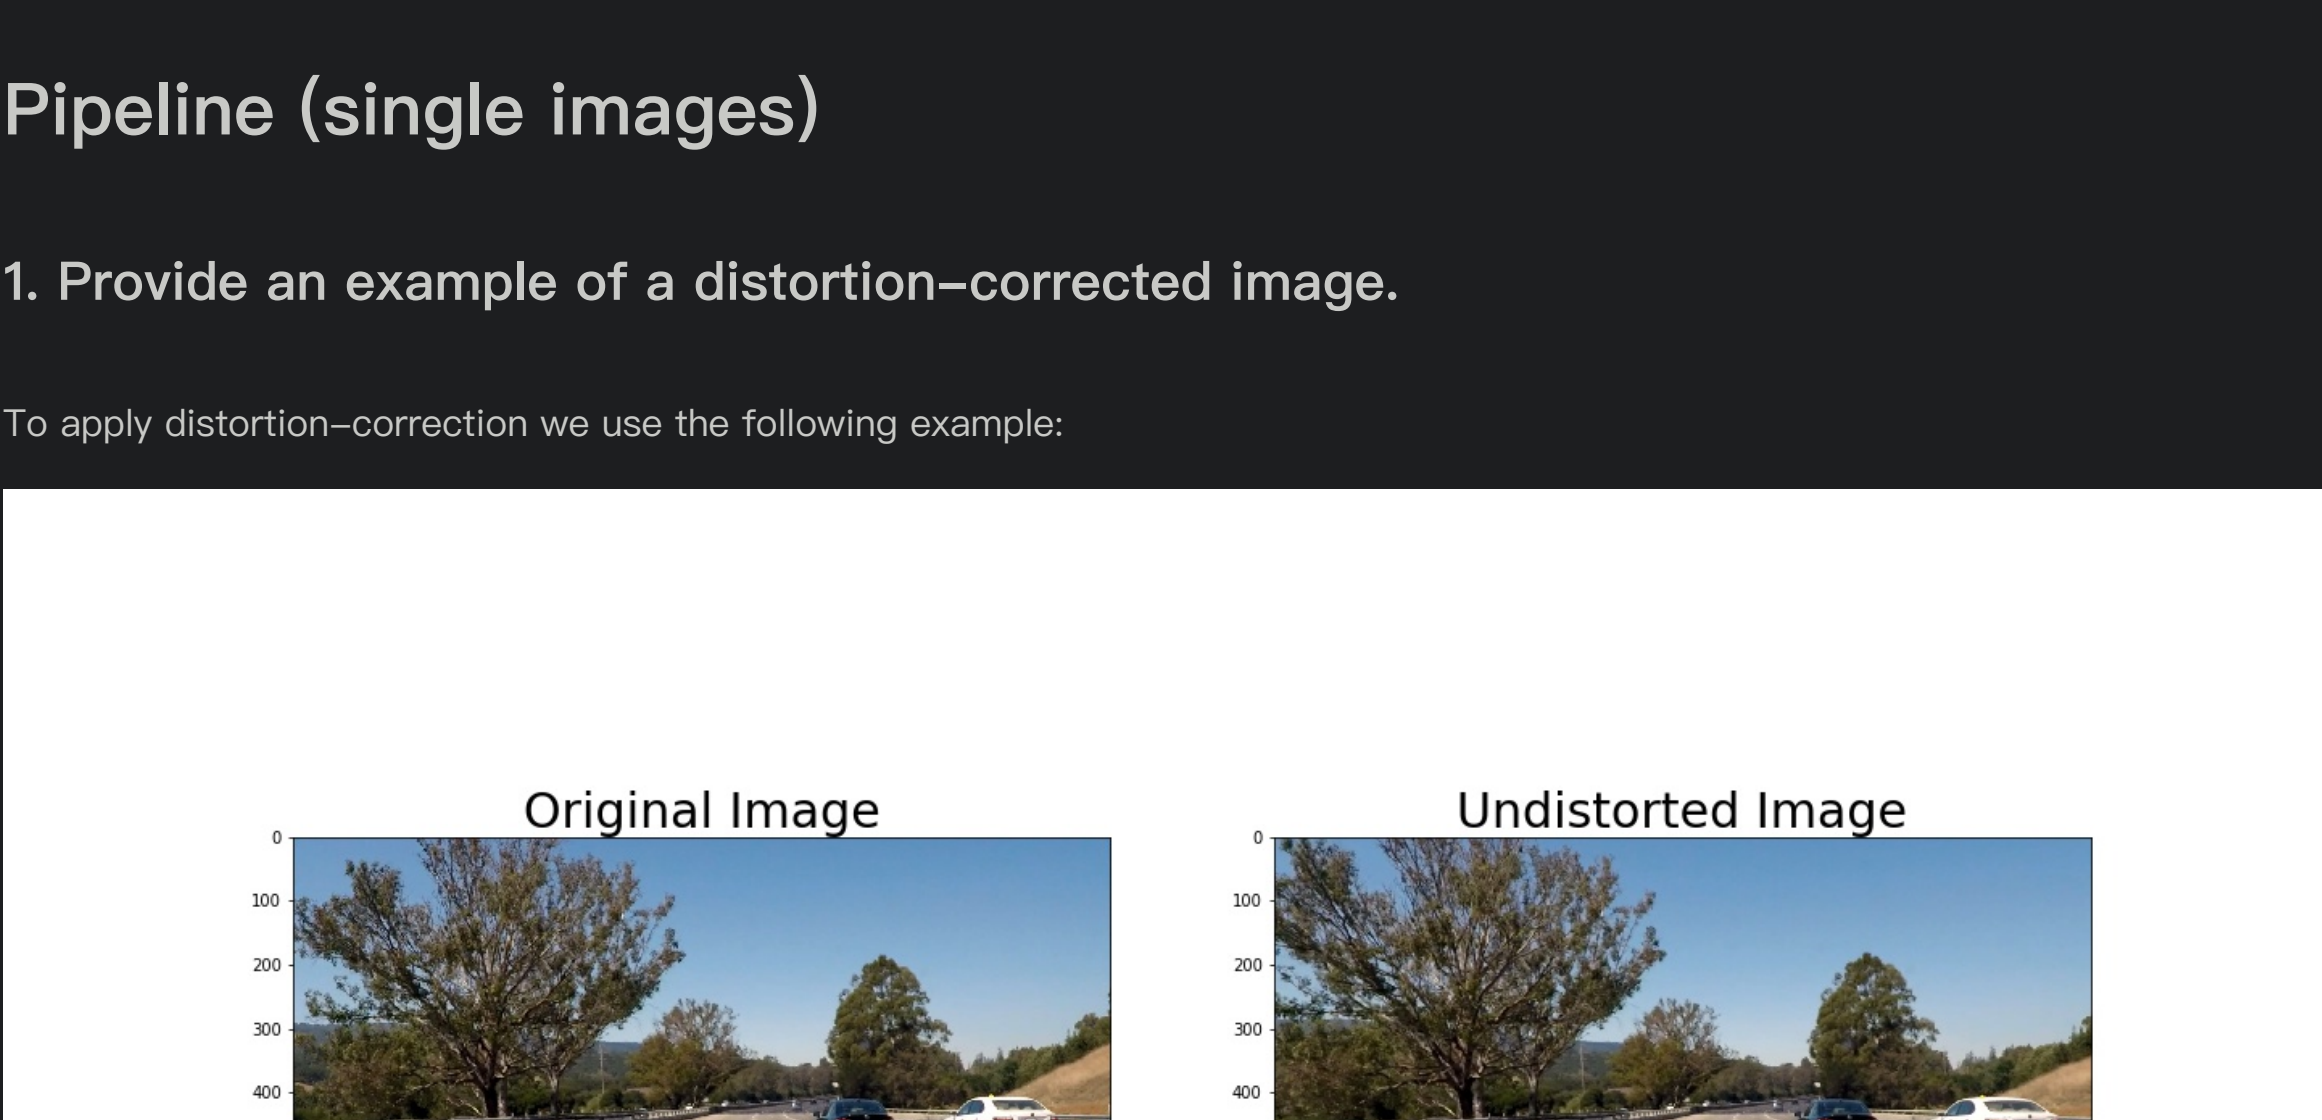 Pipeline (single images)
1. Provide an example of a distortion–corrected image.
To apply distortion–correction we use the following example:
Original Image
0
100
200
300
400
Undistorted Image
0
100
200
300
400